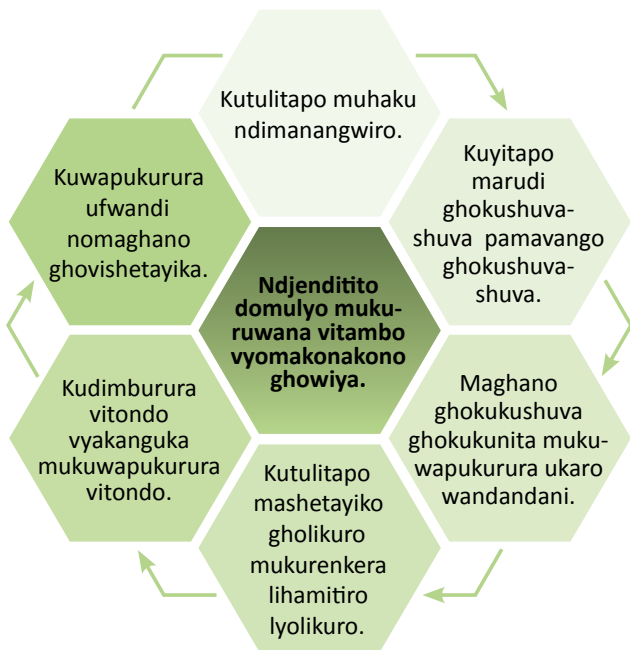 Kutulitapo muhaku
ndimanangwiro.
Kuyitapo
marudi
ghokushuva-
shuva pamavango
ghokushuva-
shuva.
Maghano
ghokukushuva
ghokukunita muku-
wapukurura ukaro
wandandani.
Kutulitapo
mashetayiko
gholikuro
mukurenkera
lihamitiro
lyolikuro.
Kudimburura
vitondo
vyakanguka
mukuwapukurura
vitondo.
Kuwapukurura
ufwandi
nomaghano
ghovishetayika.
Ndjenditito
domulyo muku-
ruwana vitambo
vyomakonakono
ghowiya.